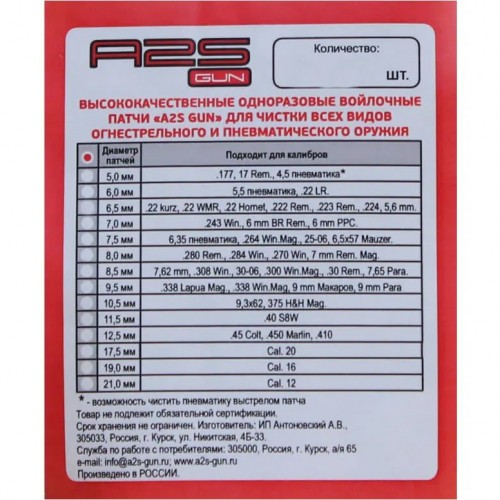 A2S
GUN
Количество:
ШТ.
ВЫСОКОКАЧЕСТВЕННЫЕ ОДНОРАЗОВЫЕ ВОЙЛОЧНЫЕ
ПАТЧИ «A2S GUN» ДЛЯ ЧИСТКИ ВСЕХ ВИДОВ
ОГНЕСТРЕЛЬНОГО И ПНЕВМАТИЧЕСКОГО ОРУЖИЯ
Диаметр
патчей
Подходит для калибров
5,0 мм .177, 17 Rem., 4,5 пневматика*
6,0 мм 5,5 пневматика, .22 LR.
6,5 мм .22 kurz, .22 WMR, .22 Hornet, .222 Rem., .223 Rem., .224, 5,6 mm.
7,0 мм .243 Win., 6 mm BR Rem., 6 mm PPC.
7,5 мм 6,35 пневматика, .264 Win.Mag., 25-06, 6,5x57 Mauzer.
8,0 мм .280 Rem., .284 Win., .270 Win, 7 mm Rem. Mag.
8,5 мм 7,62 mm, .308 Win, 30-06, .300 Win.Mag., .30 Rem., 7,65 Para.
9,5 мм .338 Lapua Mag., .338 Win.Mag., 9 mm Макаров, 9 mm Para
10,5 мм 9,3x62, 375 H&H Mag.
11,5 мм .40 S8W
12,5 мм .45 Colt, .450 Marlin, .410
17,5 мм Cal. 20
19,0 мм Cal. 16
21,0 мм Cal. 12
* - возможность чистить пневматику выстрелом патча
Товар не подлежит обязательной сертификации.
Срок хранения не ограничен. Изготовитель: ИП Антоновский А.В.,
305033, Россия, г. Курск, ул. Никитская, 4Б-33.
Служба по работе с потребителями: 305000, Россия, г. Курск, а/я 65
e-mail: info@a2s-gun.ru; www.a2s-gun.ru
Произведено в РОССИИ